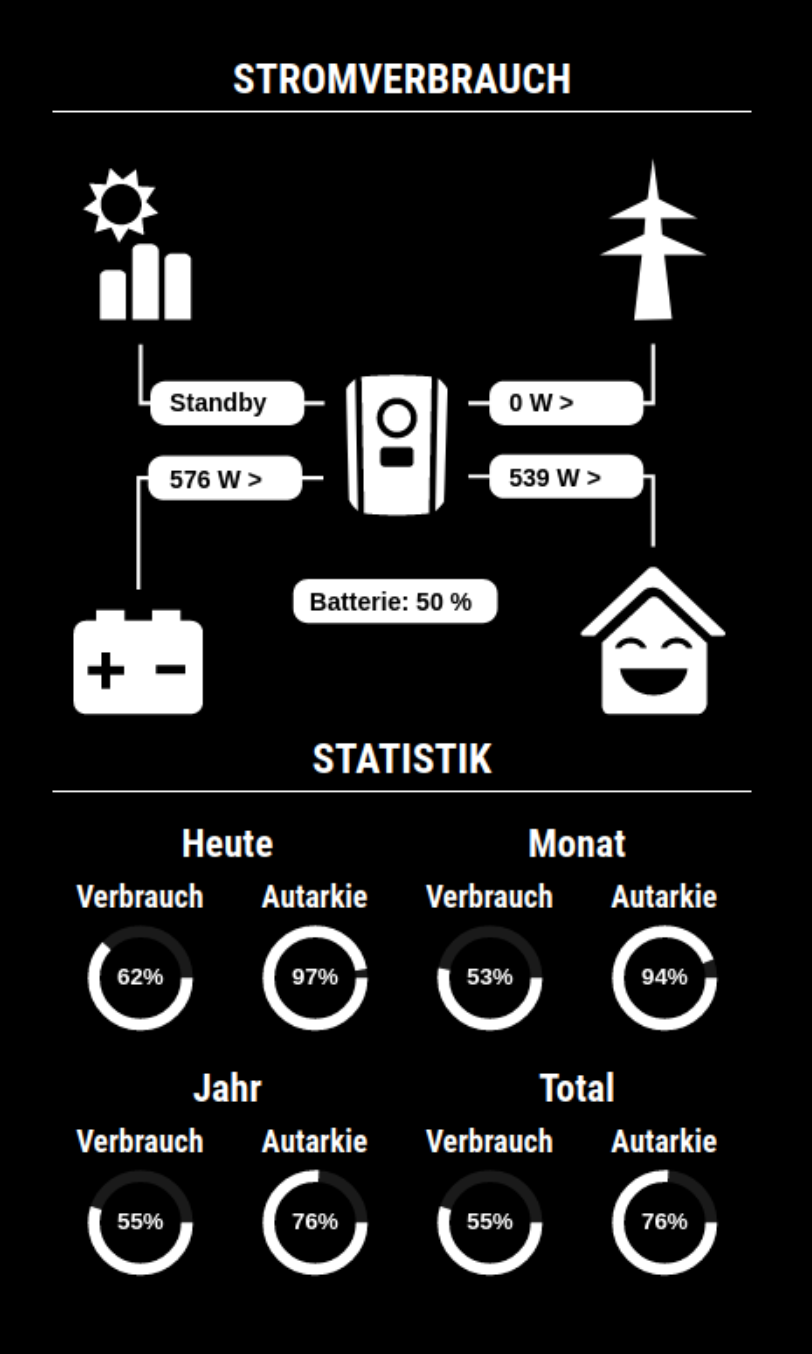 STROMVERBRAUCH
Standby
0 W >
576 W >
539 W >
Batterie: 50 %
STATISTIK
Heute
Monat
Verbrauch
Autarkie
Verbrauch
Autarkie
62%
97%
53%
94%
Jahr
Total
Verbrauch
Autarkie
Verbrauch
Autarkie
55%
76%
55%
76%